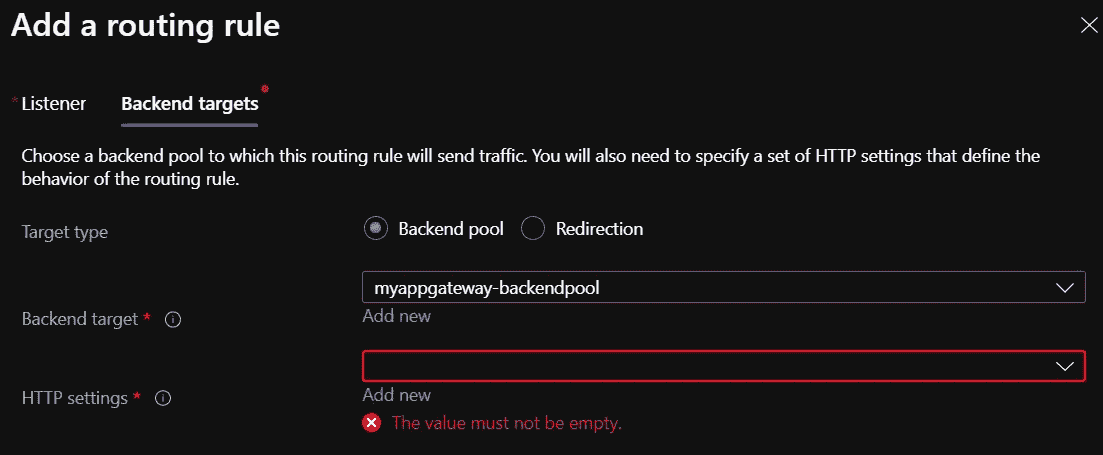 Add a routing rule
* Listener
Backend targets
Choose a backend pool to which this routing rule will send traffic. You will also need to specify a set of HTTP settings that define the
behavior of the routing rule.
Target type
Backend pool
Redirection
myappgateway-backendpool
Backend target *
Add new
HTTP settings *
Add new
The value must not be empty.